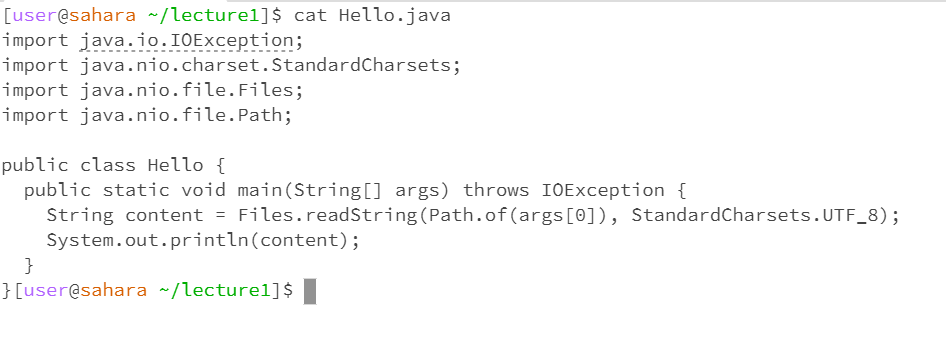 [user@sahara ~/lecture1]$ cat Hello.java
import java.io.IOException;
import java.nio.charset.StandardCharsets;
import java.nio.file.Files;
import java.nio.file.Path;

public class Hello {
  public static void main(String[] args) throws IOException {
    String content = Files.readString(Path.of(args[0]), StandardCharsets.UTF_8);
    System.out.println(content);
  }
}[user@sahara ~/lecture1]$